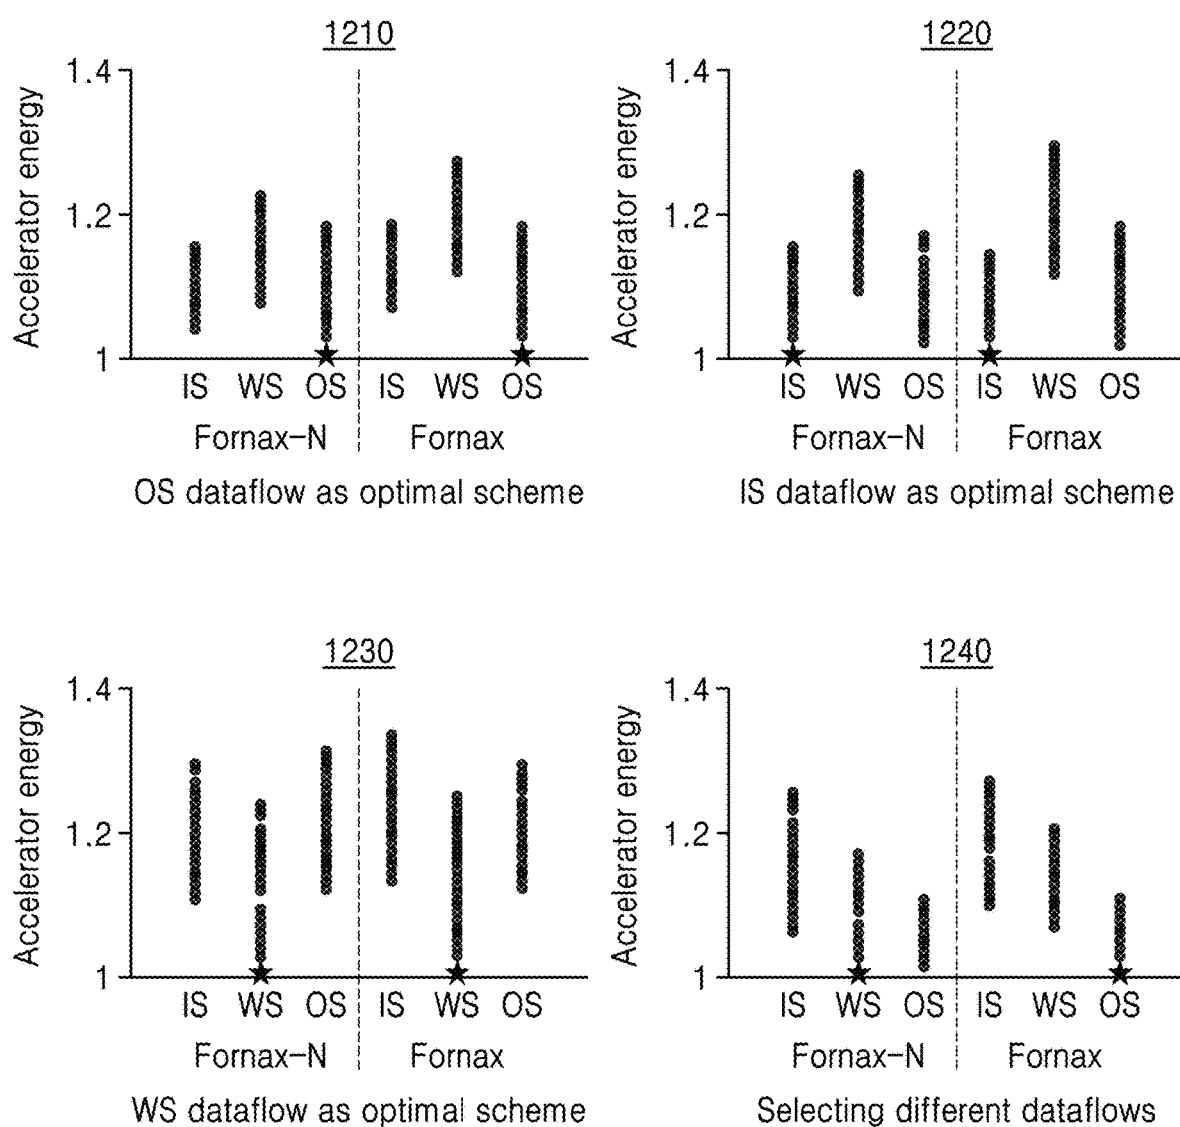 1210
1.4
1.2
1
Accelerator energy
IS WS OS IS WS OS
Fornax-N Fornax
OS dataflow as optimal scheme
1220
1.4
1.2
1
Accelerator energy
IS WS OS IS WS OS
Fornax-N Fornax
IS dataflow as optimal scheme
1230
1.4
1.2
1
Accelerator energy
IS WS OS IS WS OS
Fornax-N Fornax
WS dataflow as optimal scheme
1240
1.4
1.2
1
Accelerator energy
IS WS OS IS WS OS
Fornax-N Fornax
Selecting different dataflows